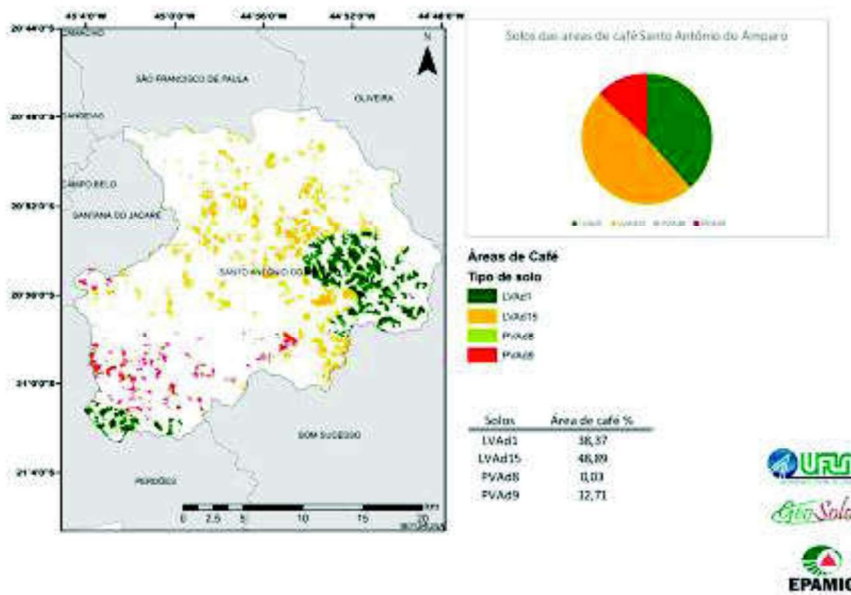 45°0'0"W
44°56'0"W
44°52'0"W
44°48'0"W
20°44'0"S
N
SÃO FRANCISCO DE PAULA
OLIVEIRA
20°48'0"S
CAMPO BELO
20°52'0"S
SANTANA DO JACARÉ
SANTO ANTÔNIO DO
20°56'0"S
21°0'0"S
BOM SUCESSO
21°4'0"S
PERDÕES
0 2.5 5 10 15 20
Solos das areas de café Santo Antônio do Amparo
Áreas de Café
Tipo de solo
LVAd1
LVAd15
PVAd8
PVAd9
Solos Área de café %
LVAd1 38,37
LVAd15 48,89
PVAd8 0,03
PVAd9 12,71
GeoSolo
EPAMIG